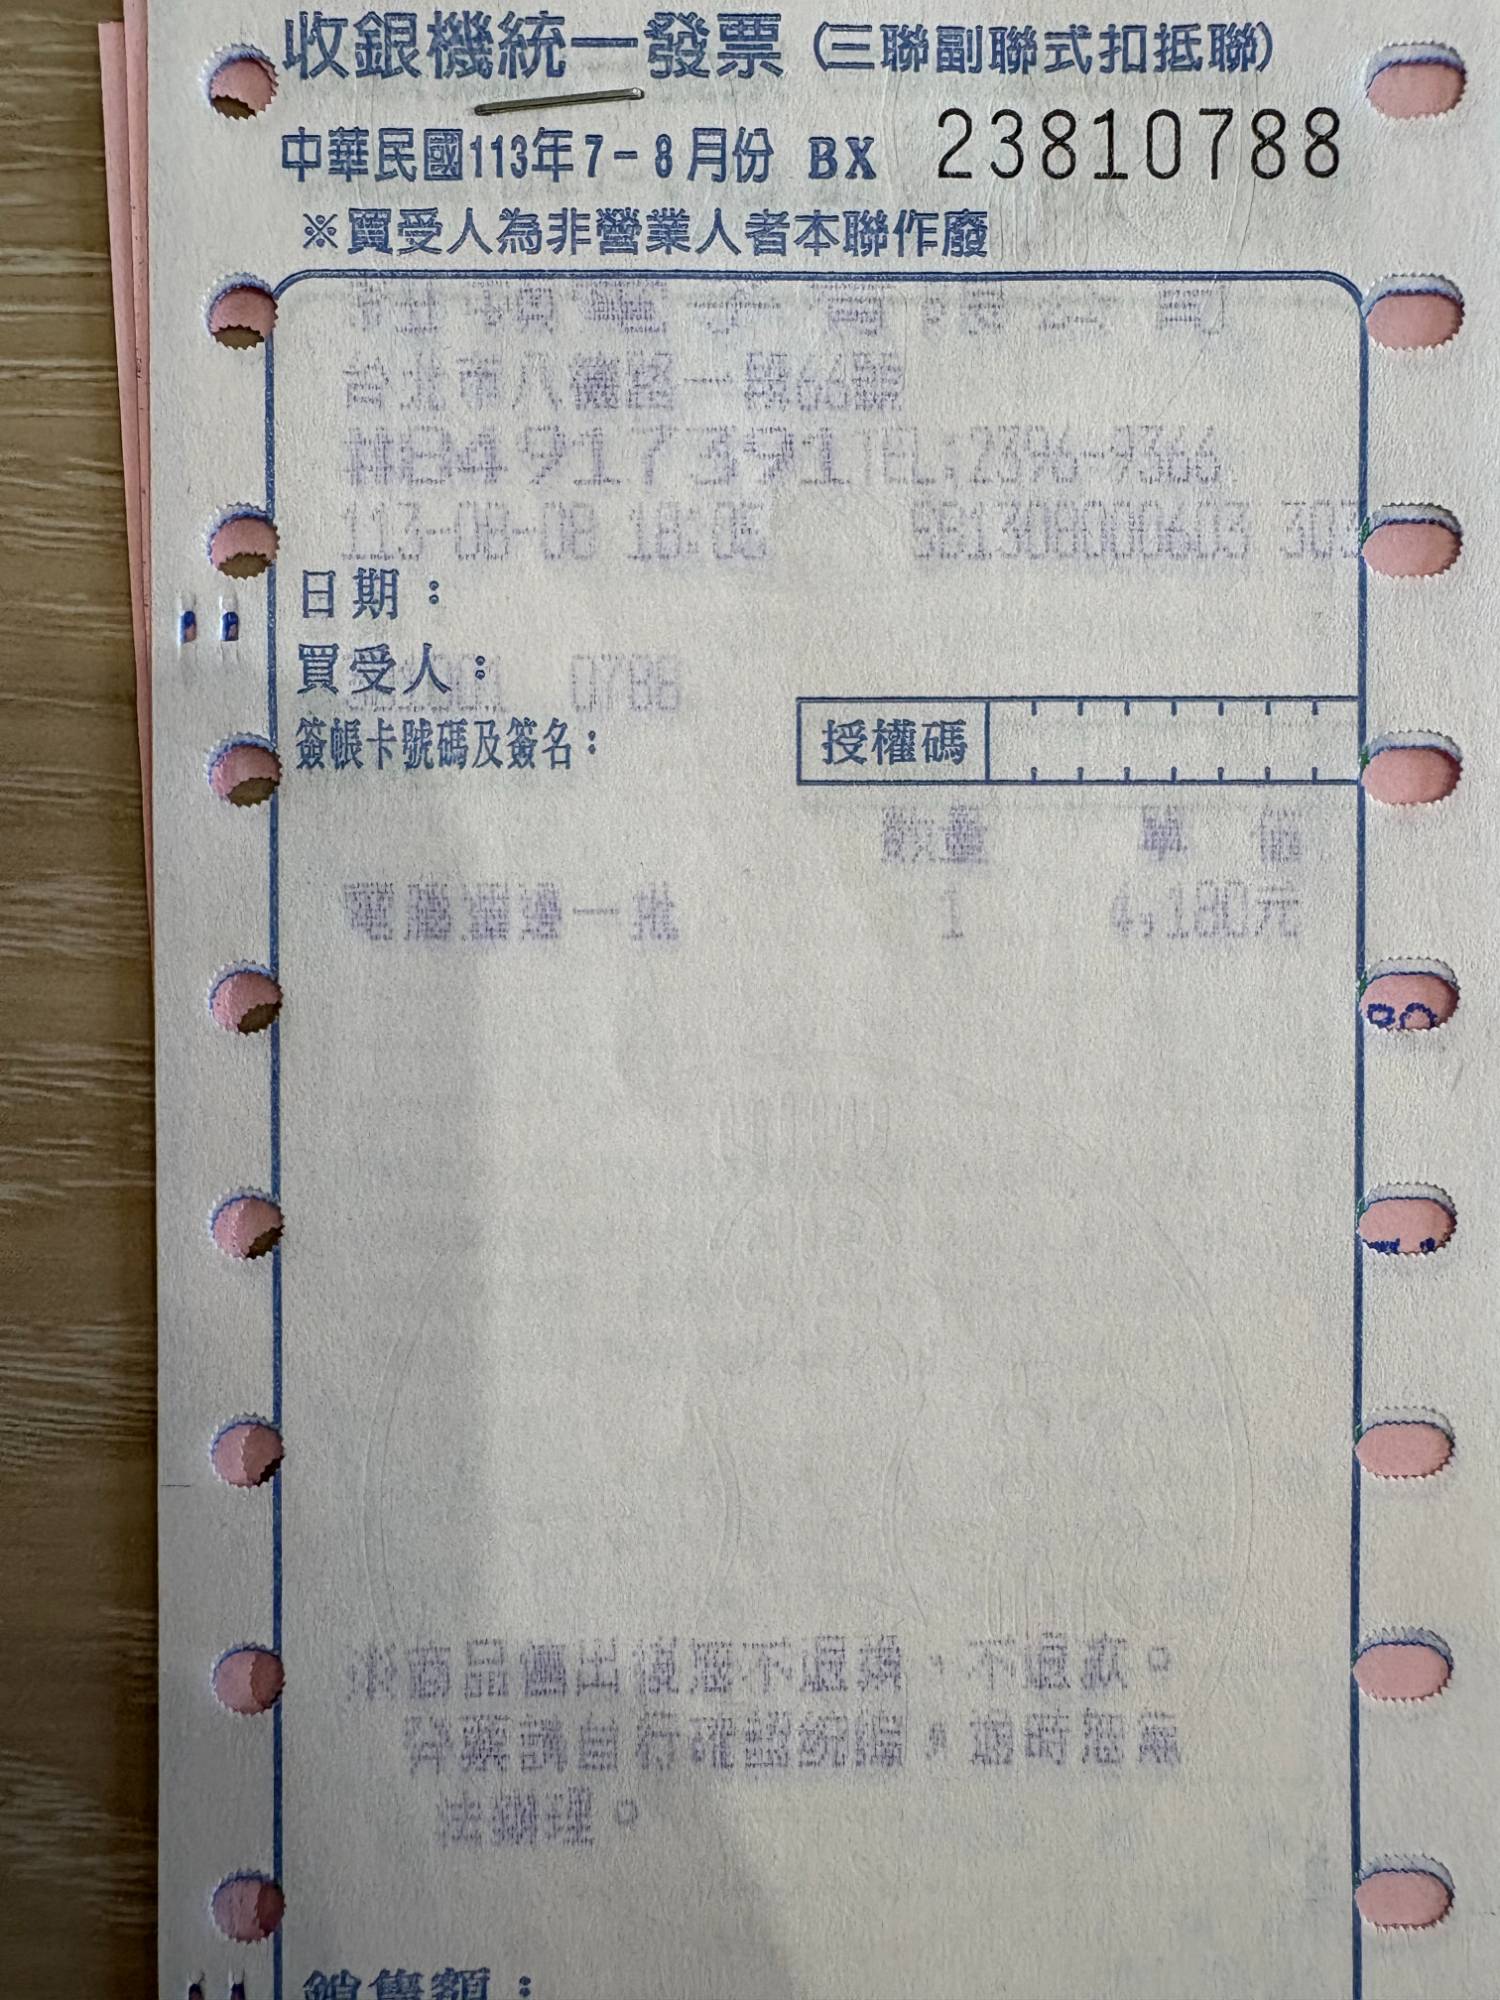 收銀機統一發票 (三聯副聯式扣抵聯)
中華民國113年7-8月份 BX 23810788
※買受人為非營業人者本聯作廢
台北市八德路一段66號
#84917391TEL:2396-9366
113-08-08 18:05
日期：
買受人：
簽帳卡號碼及簽名：
授權碼
數量 單 價
一批 1 4,180元
※商品售出後恕不退換，不退款。
發票請自行確認統編，逾時恕無
法辦理。
銷售額：